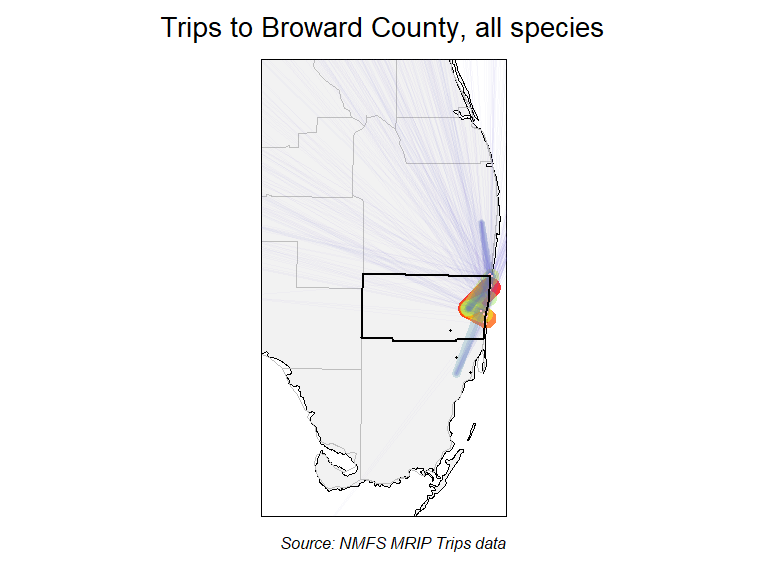 Trips to Broward County, all species
Source: NMFS MRIP Trips data